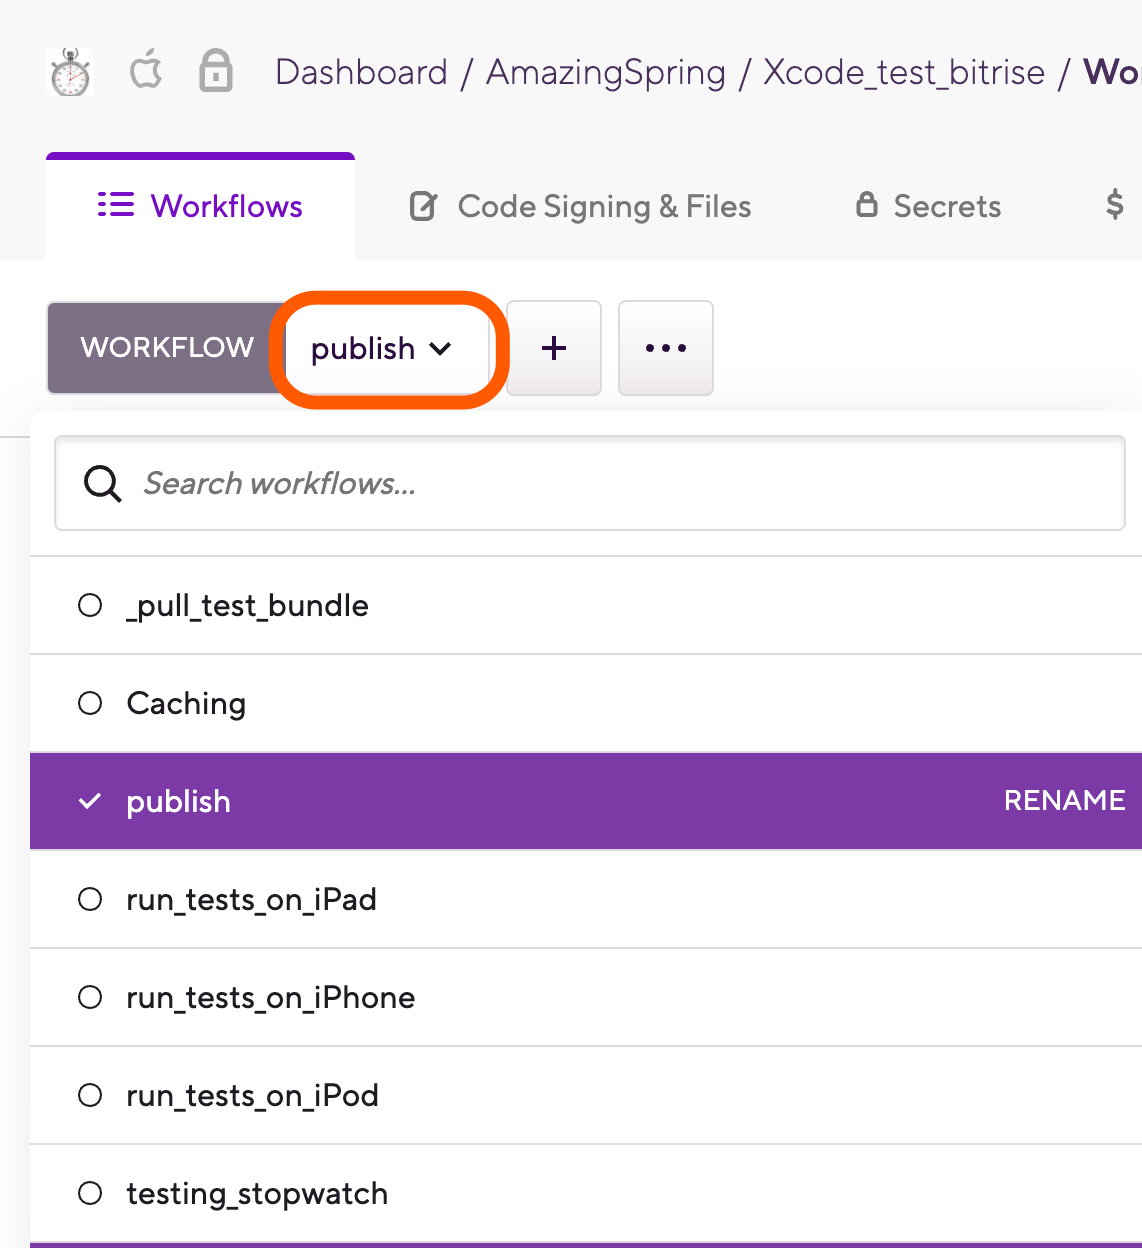 Dashboard / AmazingSpring / Xcode_test_bitrise /
Workflows Code Signing & Files Secrets $
WORKFLOW publish + ...
Search workflows...
_pull_test_bundle
Caching
publish RENAME
run_tests_on_iPad
run_tests_on_iPhone
run_tests_on_iPod
testing_stopwatch